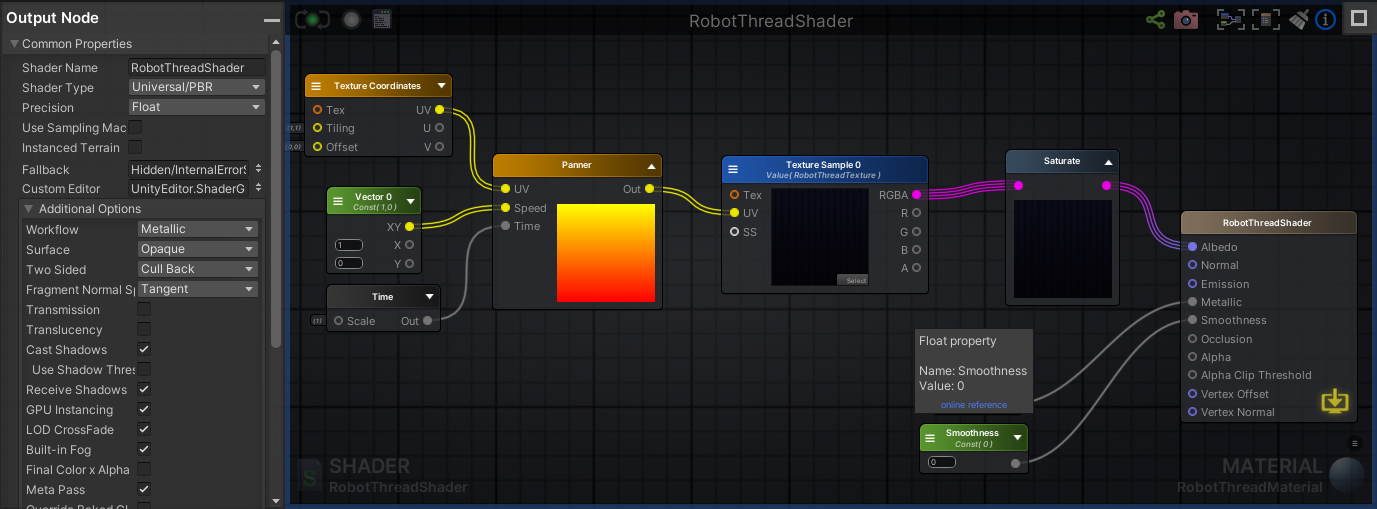 Output Node
Common Properties
Shader Name RobotThreadShader
Shader Type Universal/PBR
Precision Float
Use Sampling Mac
Instanced Terrain
Fallback Hidden/InternalErrorS
Custom Editor UnityEditor.ShaderG
Additional Options
Workflow Metallic
Surface Opaque
Two Sided Cull Back
Fragment Normal Sp Tangent
Transmission
Translucency
Cast Shadows
Use Shadow Thres
Receive Shadows
GPU Instancing
LOD CrossFade
Built-in Fog
Final Color x Alpha
Meta Pass
Override Baked GI
RobotThreadShader
Texture Coordinates
Tex UV
(1,1) Tiling U
(0,0) Offset V
Vector 0
Const( 1,0 )
XY
1 X
0 Y
Time
(1) Scale Out
Panner
UV Out
Speed
Time
Texture Sample 0
Value( RobotThreadTexture )
Tex RGBA
UV R
SS G
B
A
Select
Saturate
RobotThreadShader
Albedo
Normal
Emission
Metallic
Smoothness
Occlusion
Alpha
Alpha Clip Threshold
Vertex Offset
Vertex Normal
Float property
Name: Smoothness
Value: 0
online reference
Smoothness
Const( 0 )
0
S
SHADER
RobotThreadShader
MATERIAL
RobotThreadMaterial